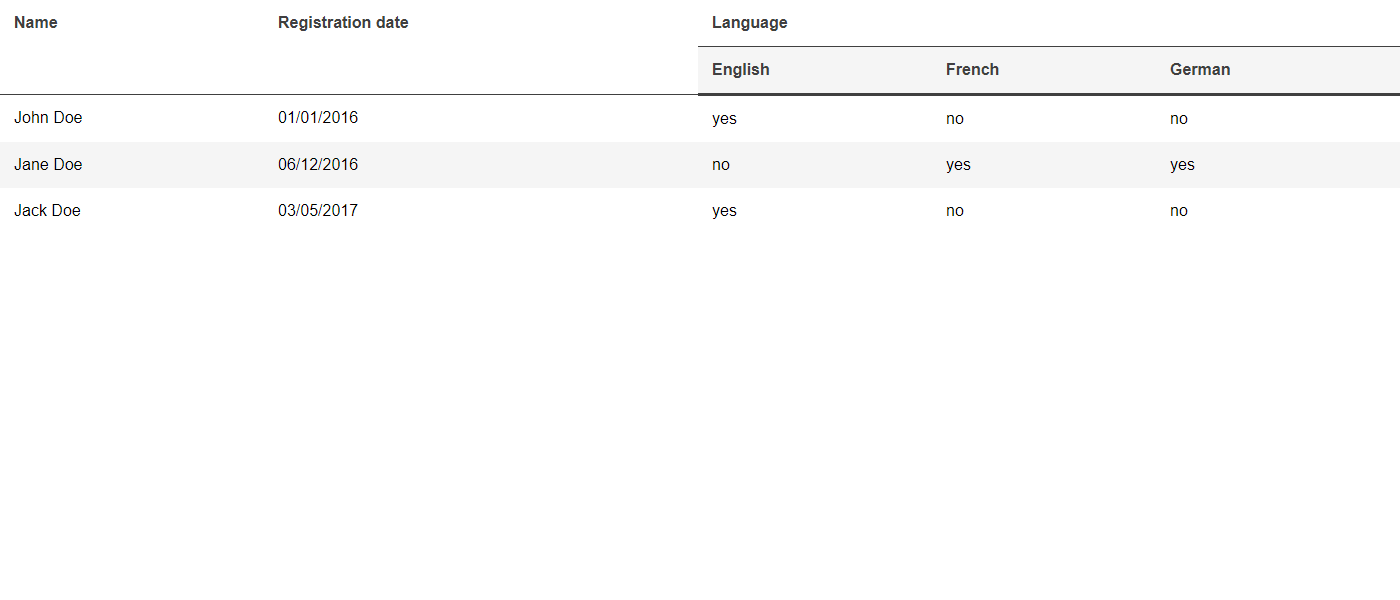 Name Registration date Language
English French German
John Doe 01/01/2016 yes no no
Jane Doe 06/12/2016 no yes yes
Jack Doe 03/05/2017 yes no no